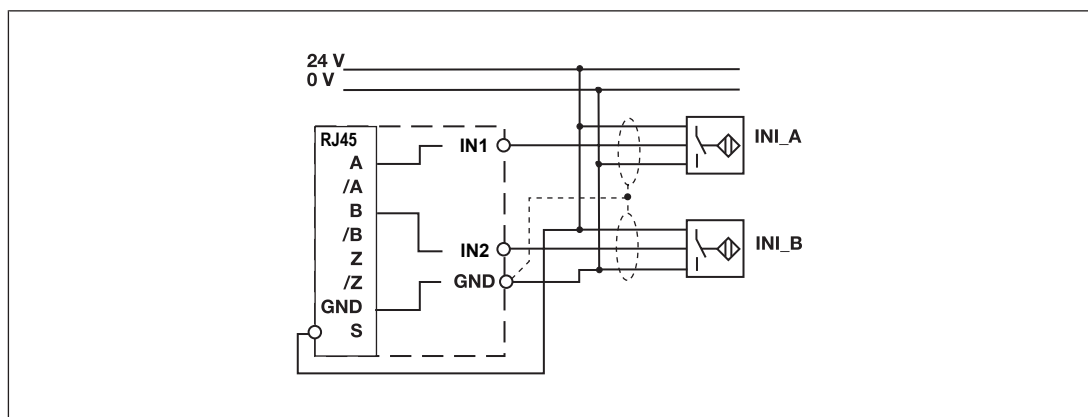 24 V
0 V
RJ45
A
/A
B
/B
Z
/Z
GND
S
IN1
IN2
GND
INI_A
INI_B